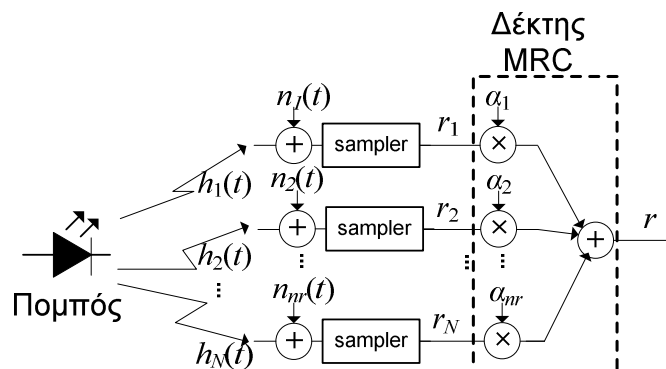 Δέκτης
MRC
n1(t)
α1
r1
+
sampler
×
h1(t)
n2(t)
α2
r2
+
sampler
×
+
r
h2(t)
...
...
...
...
Πομπός
nnr(t)
αnr
rN
+
sampler
×
hN(t)